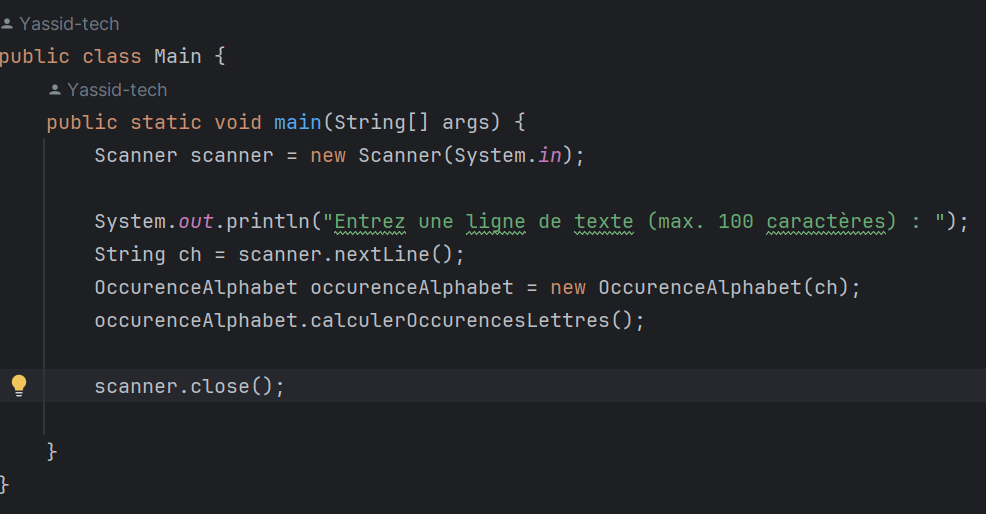 Yassid-tech
public class Main {
Yassid-tech
public static void main(String[] args) {
Scanner scanner = new Scanner(System.in);
System.out.println("Entrez une ligne de texte (max. 100 caractères) : ");
String ch = scanner.nextLine();
OccurenceAlphabet occurenceAlphabet = new OccurenceAlphabet(ch);
occurenceAlphabet.calculerOccurencesLettres();
scanner.close();
}
}